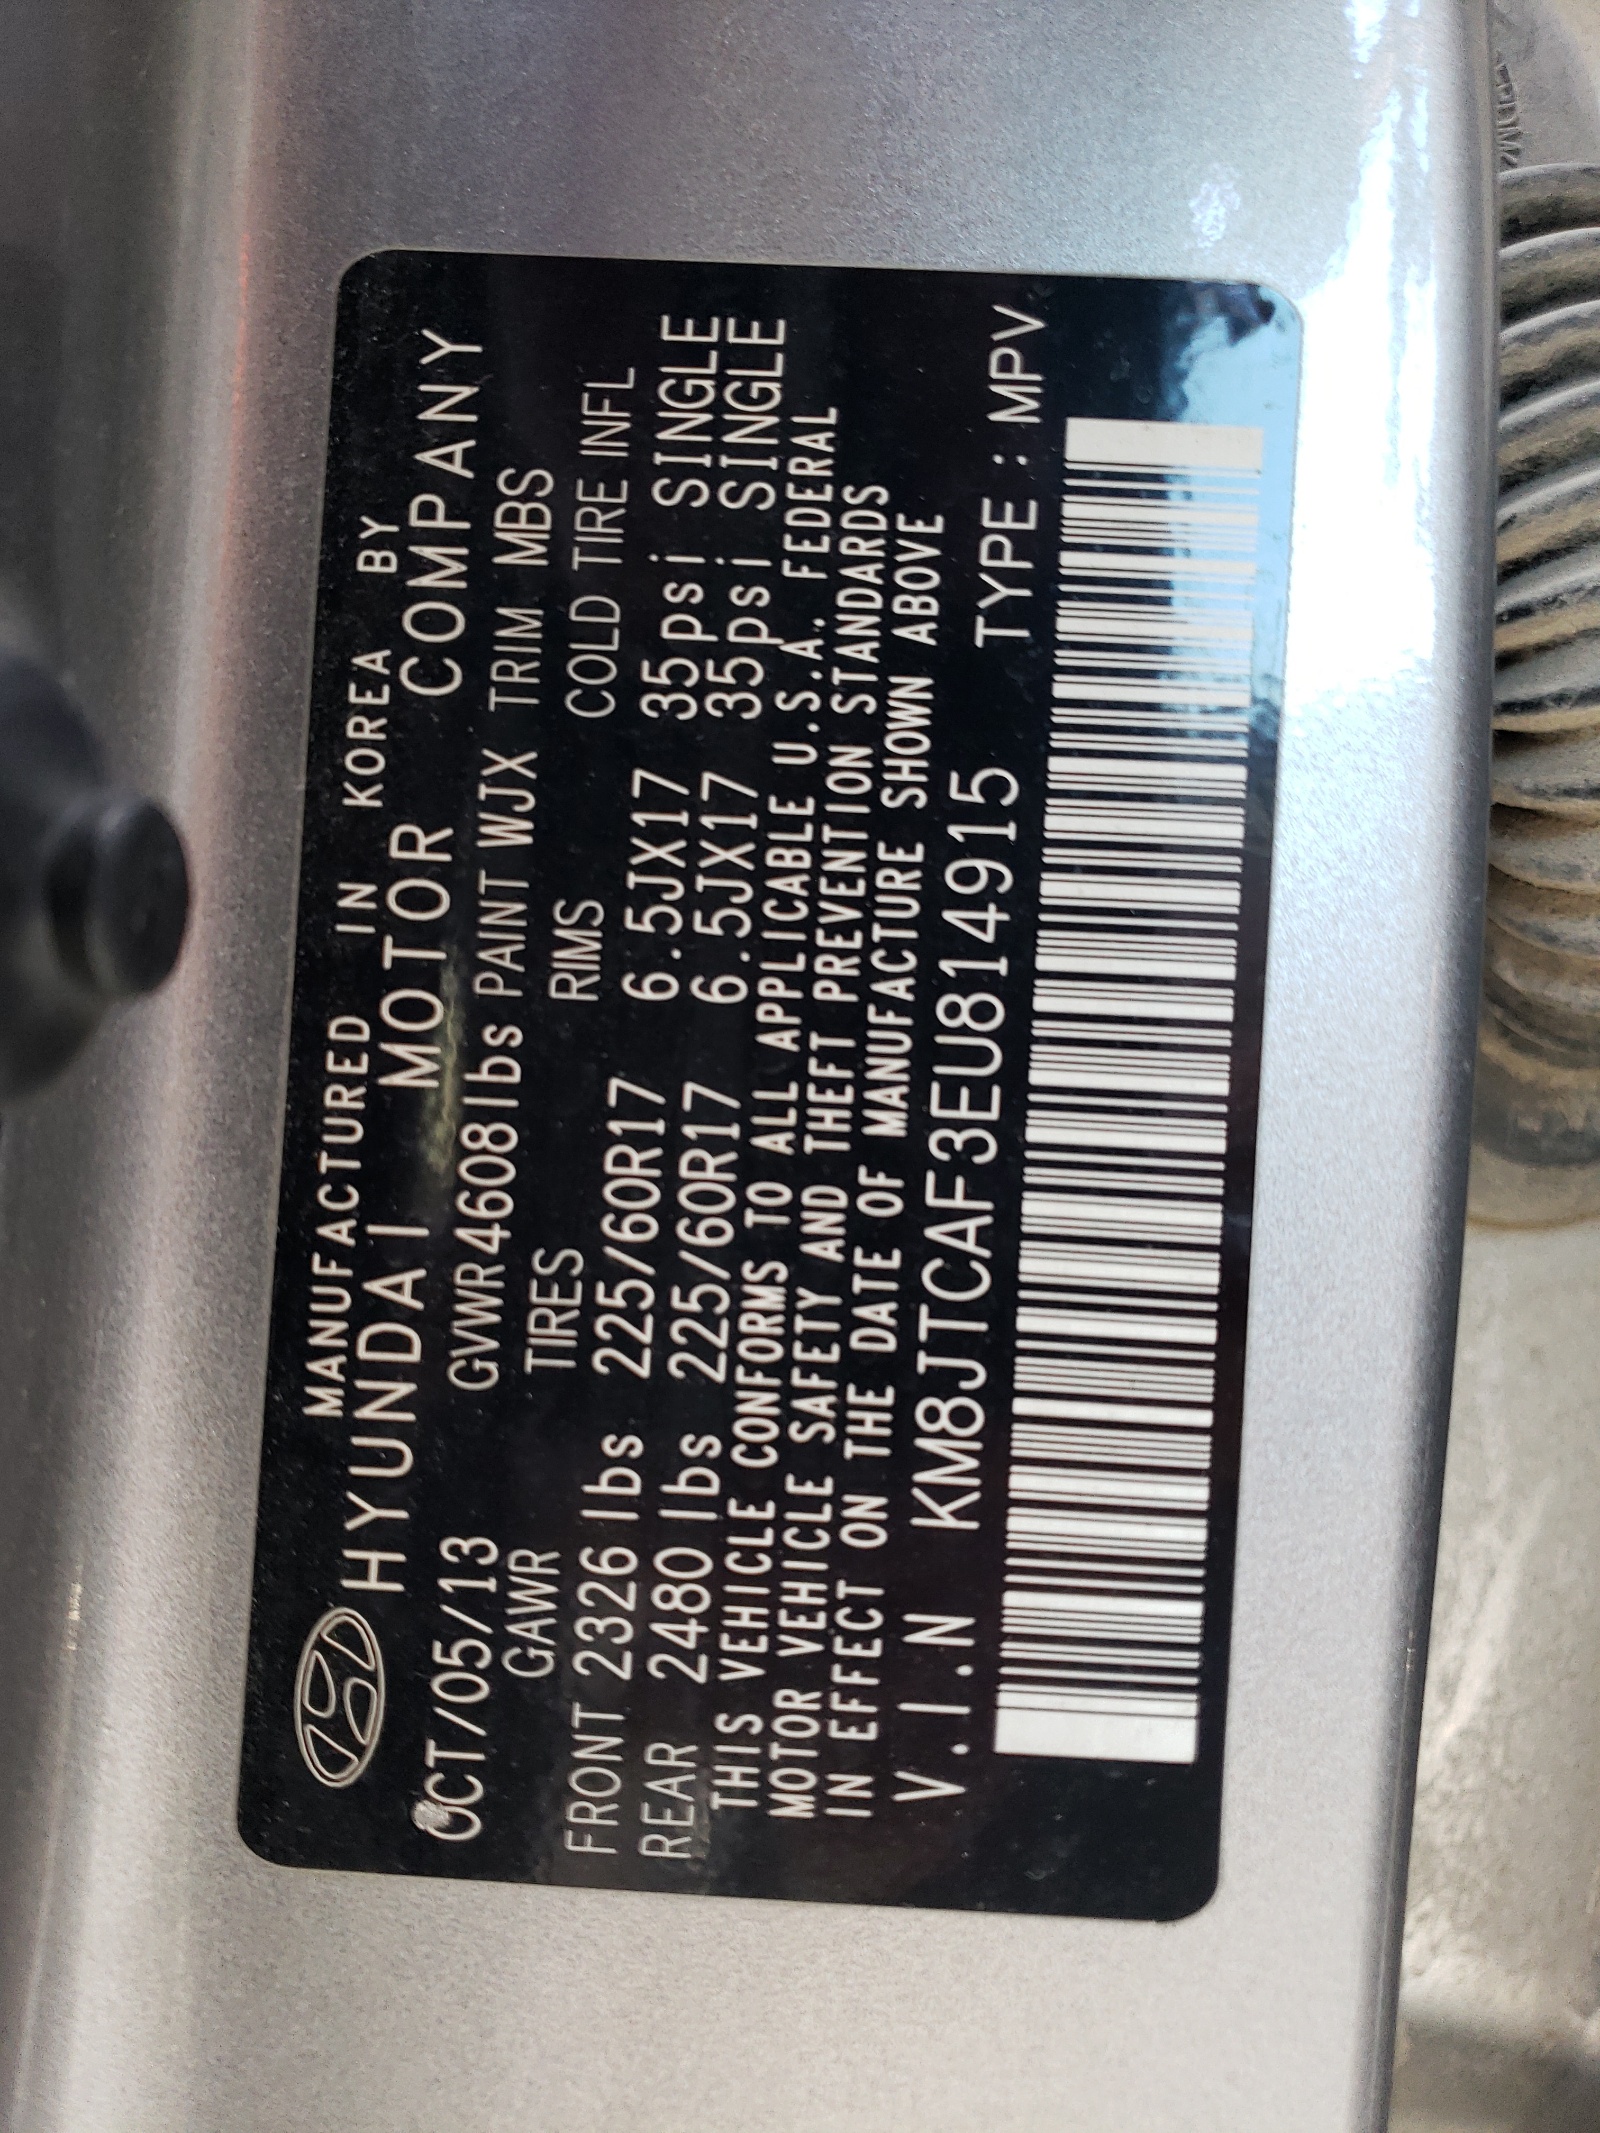 MANUFACTURED IN KOREA BY
HYUNDAI MOTOR COMPANY
OCT/05/13 GVWR 4608lbs PAINT WJX TRIM MBS
GAWR TIRES RIMS COLD TIRE INFL
FRONT 2326 lbs 225/60R17 6.5JX17 35psi SINGLE
REAR 2480 lbs 225/60R17 6.5JX17 35psi SINGLE
THIS VEHICLE CONFORMS TO ALL APPLICABLE U.S.A. FEDERAL
MOTOR VEHICLE SAFETY AND THEFT PREVENTION STANDARDS
IN EFFECT ON THE DATE OF MANUFACTURE SHOWN ABOVE
V.I.N KM8JTCAF3EU814915 TYPE : MPV